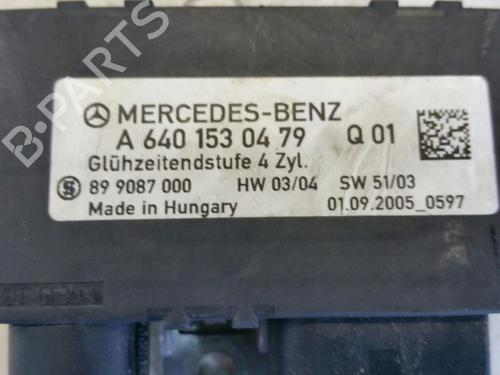 MERCEDES-BENZ
A 640 153 04 79 Q 01
Glühzeitendstufe 4 Zyl.
89 9087 000 HW 03/04 SW 51/03
Made in Hungary 01.09.2005_0597
B-Parts